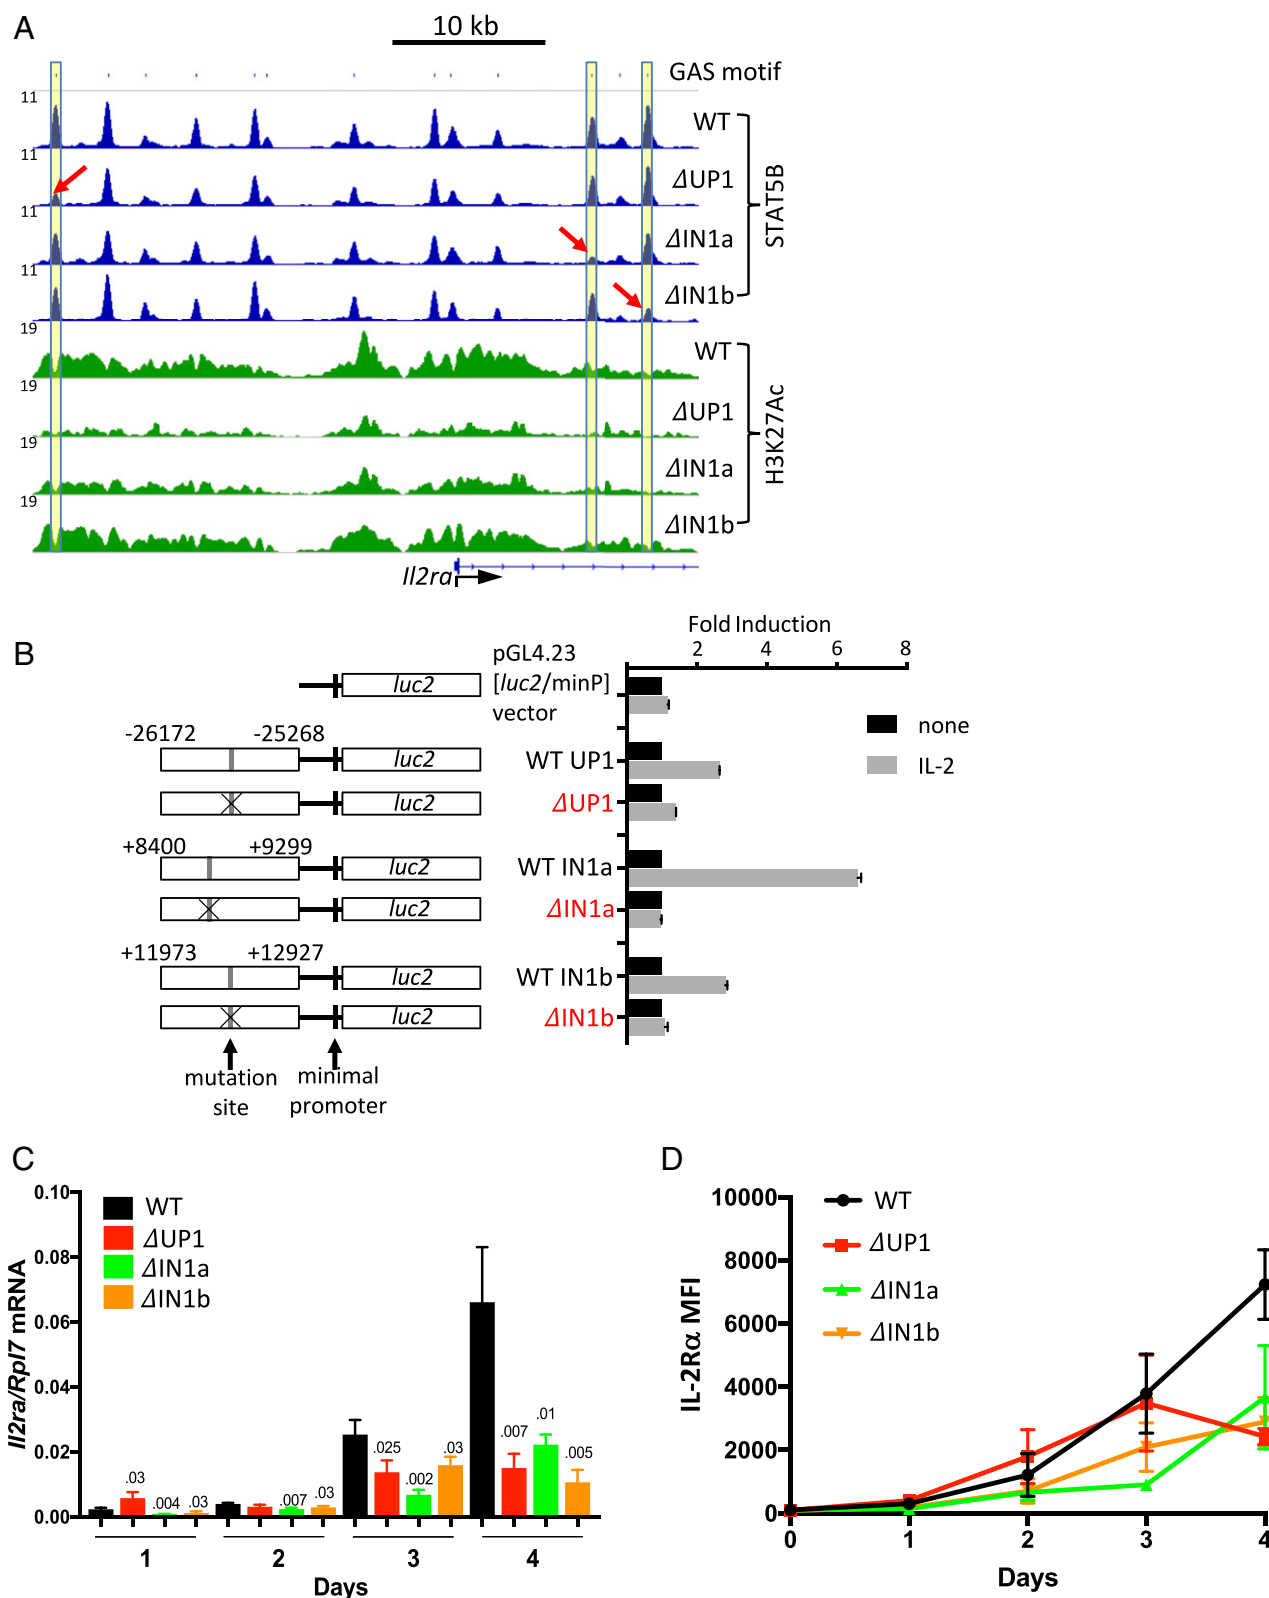 A
10 kb
GAS motif
11
WT
11
ΔUP1
11
ΔIN1a
11
ΔIN1b
STAT5B
19
WT
19
ΔUP1
19
ΔIN1a
19
ΔIN1b
H3K27Ac
Il2ra
B
Fold Induction
2 4 6 8
pGL4.23
[luc2/minP]
vector
luc2
none
IL-2
-26172 -25268
luc2
WT UP1
luc2
ΔUP1
+8400 +9299
luc2
WT IN1a
luc2
ΔIN1a
+11973 +12927
luc2
WT IN1b
luc2
ΔIN1b
mutation
site
minimal
promoter
C
Il2ra/Rpl7 mRNA
0.10
0.08
0.06
0.04
0.02
0.00
WT
ΔUP1
ΔIN1a
ΔIN1b
.03 .004 .03
.007 .03
.025 .002 .03
.007 .01 .005
1 2 3 4
Days
D
IL-2Rα MFI
10000
8000
6000
4000
2000
0
WT
ΔUP1
ΔIN1a
ΔIN1b
0 1 2 3 4
Days